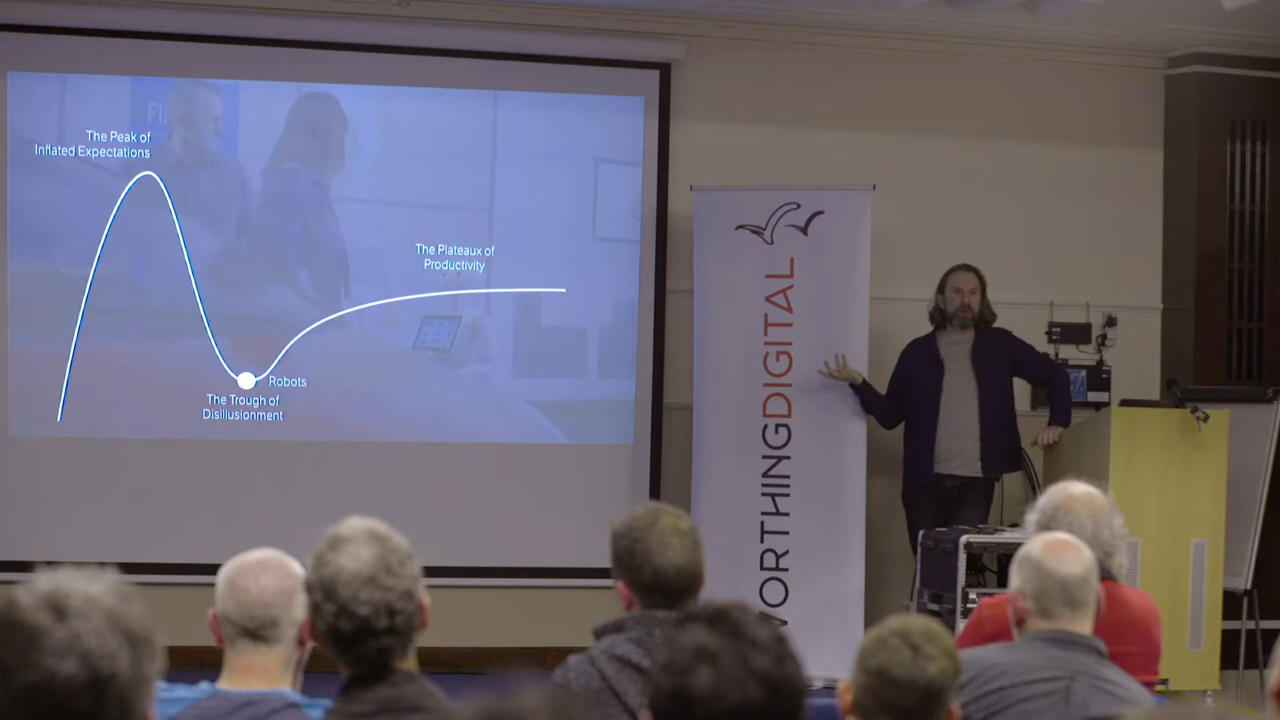 The Peak of
Inflated Expectations
The Plateaux of
Productivity
Robots
The Trough of
Disillusionment
WORTHINGDIGITAL